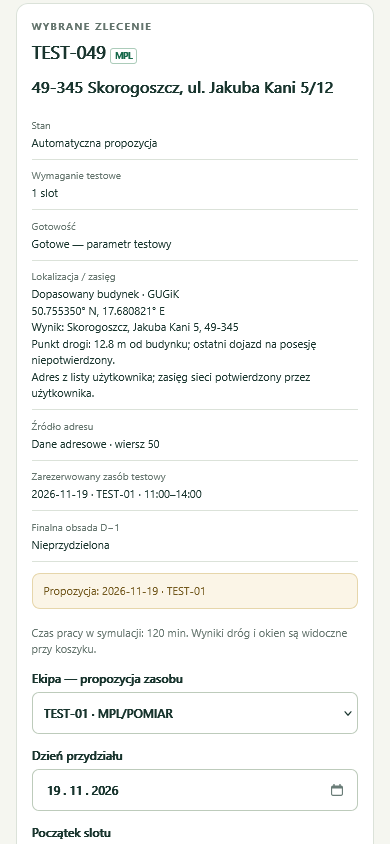 WYBRANE ZLECENIE
TEST-049 MPL
49-345 Skorogoszcz, ul. Jakuba Kani 5/12
Stan
Automatyczna propozycja
Wymaganie testowe
1 slot
Gotowość
Gotowe — parametr testowy
Lokalizacja / zasięg
Dopasowany budynek · GUGiK
50.755350° N, 17.680821° E
Wynik: Skorogoszcz, Jakuba Kani 5, 49-345
Punkt drogi: 12.8 m od budynku; ostatni dojazd na posesję
niepotwierdzony.
Adres z listy użytkownika; zasięg sieci potwierdzony przez
użytkownika.
Źródło adresu
Dane adresowe · wiersz 50
Zarezerwowany zasób testowy
2026-11-19 · TEST-01 · 11:00–14:00
Finalna obsada D−1
Nieprzydzielona
Propozycja: 2026-11-19 · TEST-01
Czas pracy w symulacji: 120 min. Wyniki dróg i okien są widoczne
przy koszyku.
Ekipa — propozycja zasobu
TEST-01 · MPL/POMIAR
Dzień przydziału
19.11.2026
Początek slotu